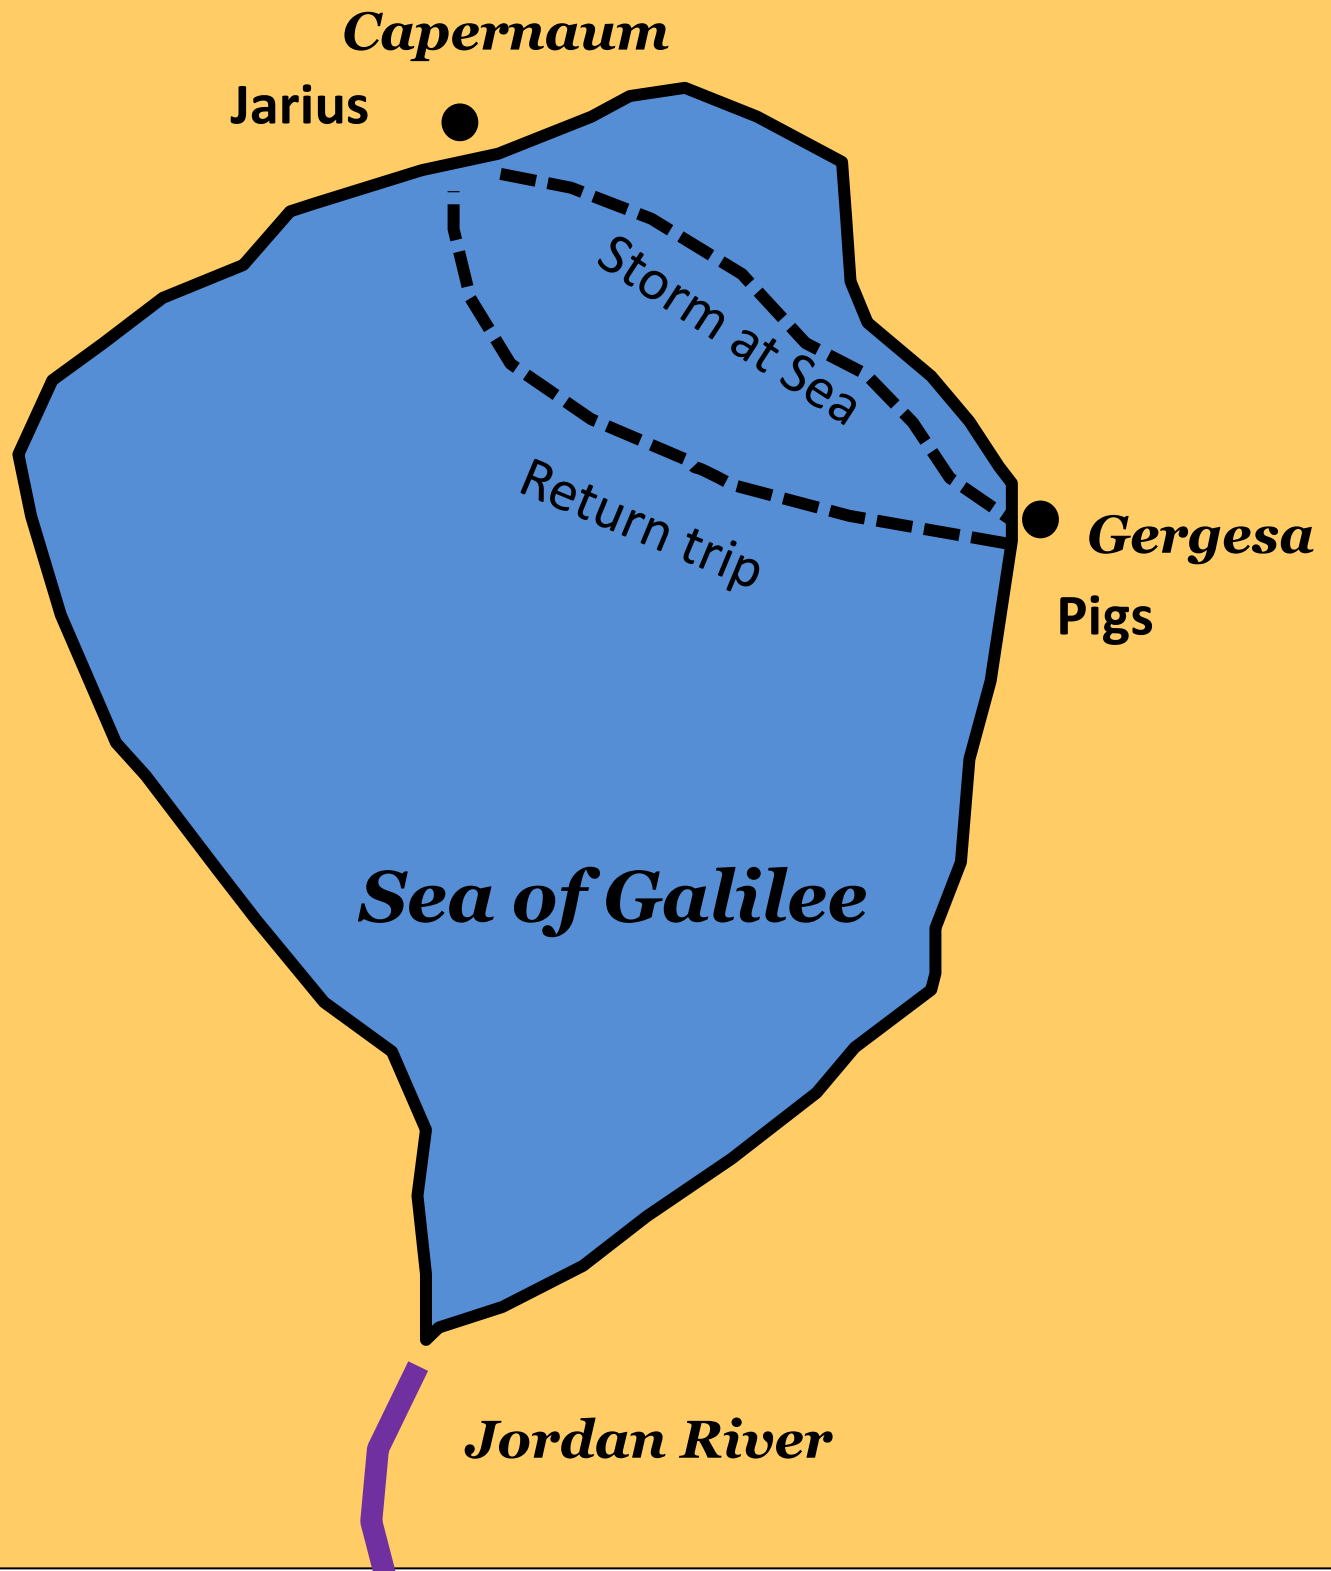 Capernaum
Jarius
Storm at Sea
Return trip
Gergesa
Pigs
Sea of Galilee
Jordan River